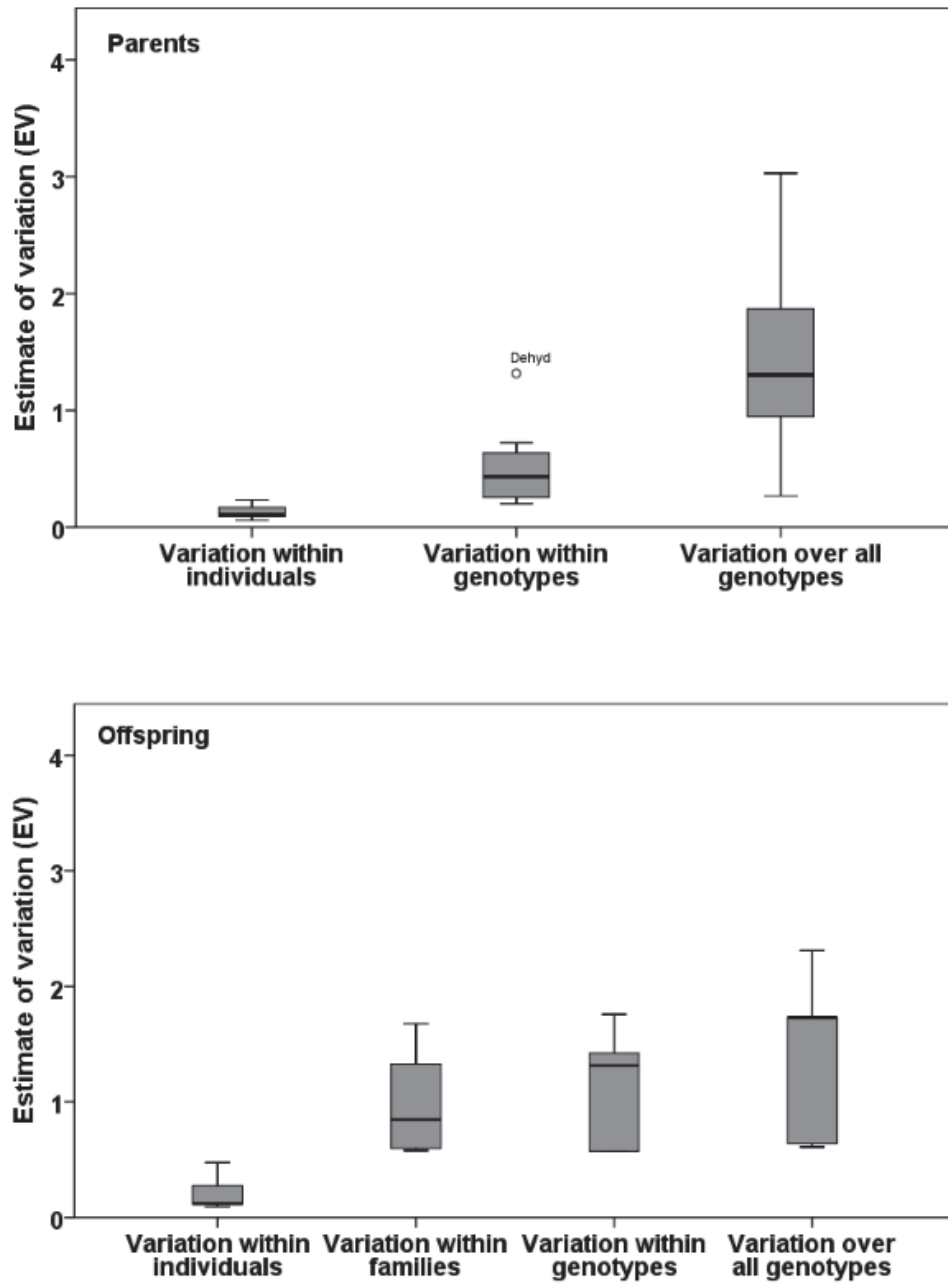 Parents
Estimate of variation (EV)
4
3
2
1
0
Dehyd
Variation within
individuals
Variation within
genotypes
Variation over all
genotypes
Offspring
Estimate of variation (EV)
4
3
2
1
0
Variation within
individuals
Variation within
families
Variation within
genotypes
Variation over
all genotypes